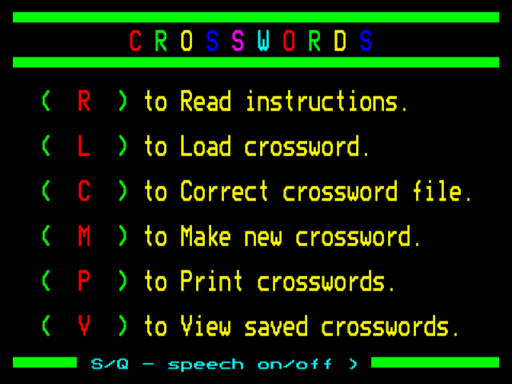 CROSSWORDS
( R ) to Read instructions.
( L ) to Load crossword.
( C ) to Correct crossword file.
( M ) to Make new crossword.
( P ) to Print crosswords.
( V ) to View saved crosswords.
S/Q - speech on/off )